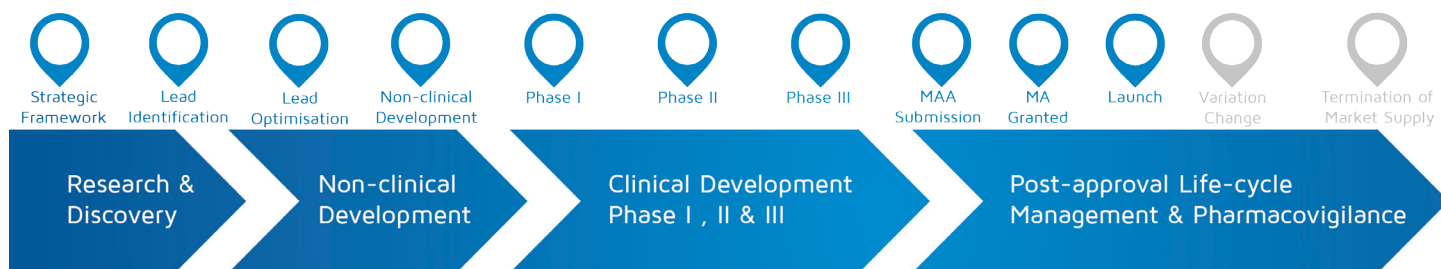 Strategic
Framework
Lead
Identification
Lead
Optimisation
Non-clinical
Development
Phase I
Phase II
Phase III
MAA
Submission
MA
Granted
Launch
Variation
Change
Termination of
Market Supply
Research &
Discovery
Non-clinical
Development
Clinical Development
Phase I , II & III
Post-approval Life-cycle
Management & Pharmacovigilance